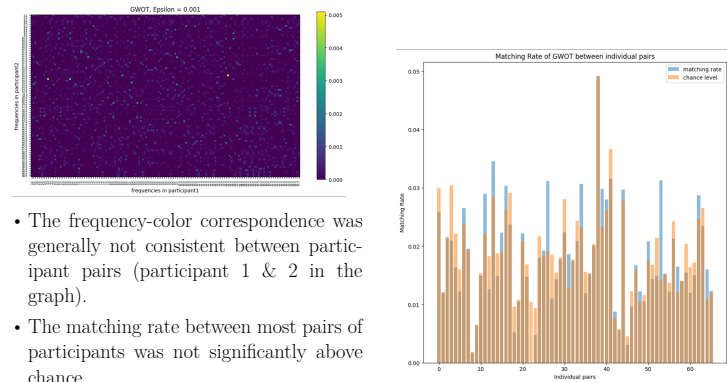 GWOT, Epsilon = 0.001
frequencies in participant2
frequencies in participant1
0.005
0.004
0.003
0.002
0.001
0.000
• The frequency-color correspondence was
generally not consistent between partic-
ipant pairs (participant 1 & 2 in the
graph).
• The matching rate between most pairs of
participants was not significantly above
chance
Matching Rate of GWOT between individual pairs
matching rate
chance level
Matching Rate
0.05
0.04
0.03
0.02
0.01
0.00
0 10 20 30 40 50 60
Individual pairs